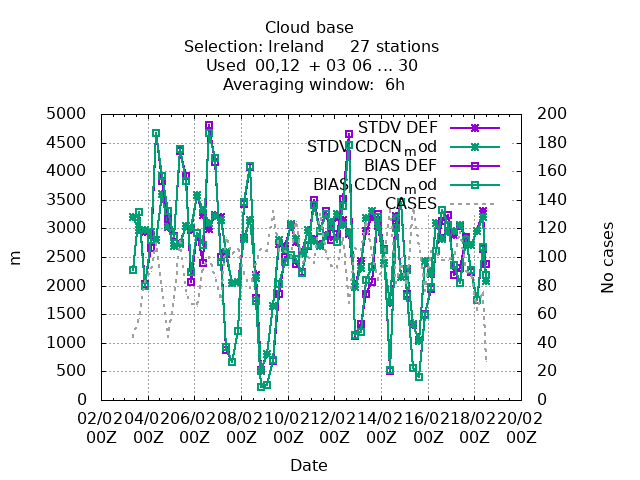 Cloud base
Selection: Ireland 27 stations
Used 00,12 + 03 06 ... 30
Averaging window: 6h
5000 200
4500 180
4000 160
3500 140
3000 120
2500 100
2000 80
1500 60
1000 40
500 20
0 0
STDV DEF
STDV CDCNmod
BIAS DEF
BIAS CDCNmod
CASES
m
No cases
02/02 04/02 06/02 08/02 10/02 12/02 14/02 16/02 18/02 20/02
00Z 00Z 00Z 00Z 00Z 00Z 00Z 00Z 00Z 00Z
Date